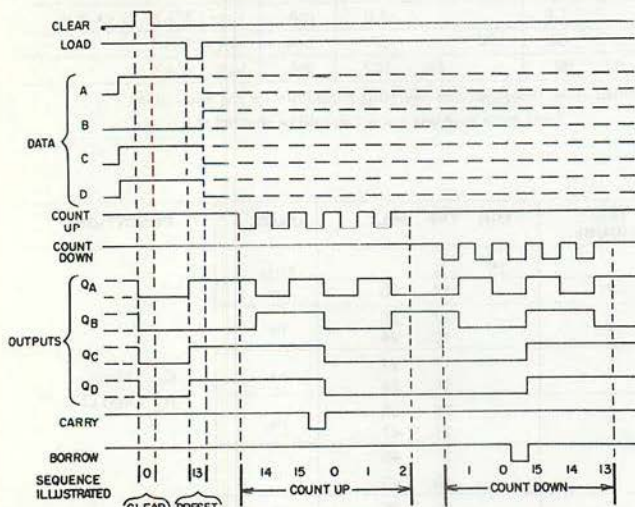 CLEAR
LOAD
A
B
DATA
C
D
COUNT UP
COUNT DOWN
QA
QB
OUTPUTS
QC
QD
CARRY
BORROW
SEQUENCE ILLUSTRATED
0 13 14 15 0 1 2 1 0 15 14 13
CLEAR PRESET COUNT UP COUNT DOWN